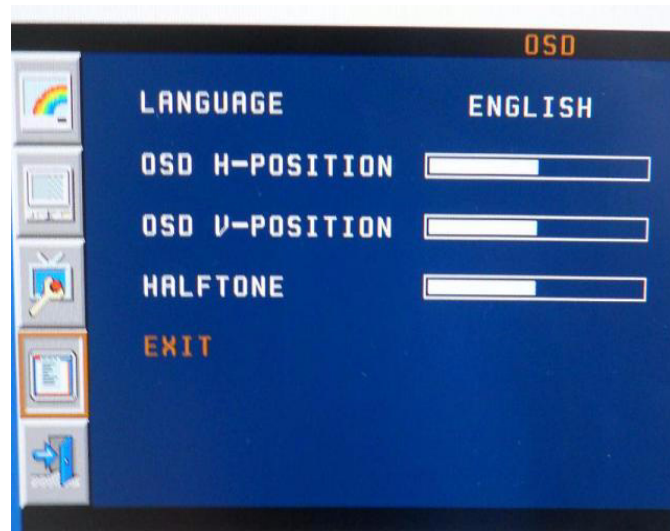 OSD
LANGUAGE ENGLISH
OSD H-POSITION
OSD V-POSITION
HALFTONE
EXIT